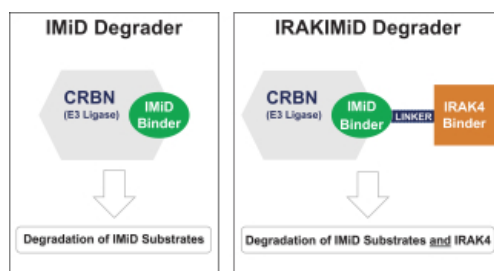 IMiD Degrader
CRBN
(E3 Ligase)
IMiD
Binder
Degradation of IMiD Substrates
IRAKIMiD Degrader
CRBN
(E3 Ligase)
IMiD
Binder
LINKER
IRAK4
Binder
Degradation of IMiD Substrates and IRAK4